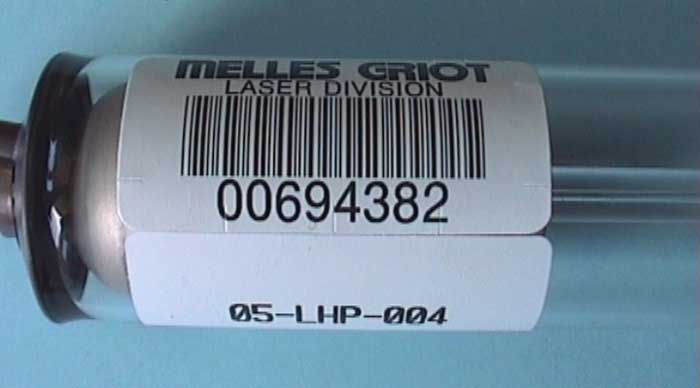 MELLES GRIOT
LASER DIVISION
00694382
05-LHP-004